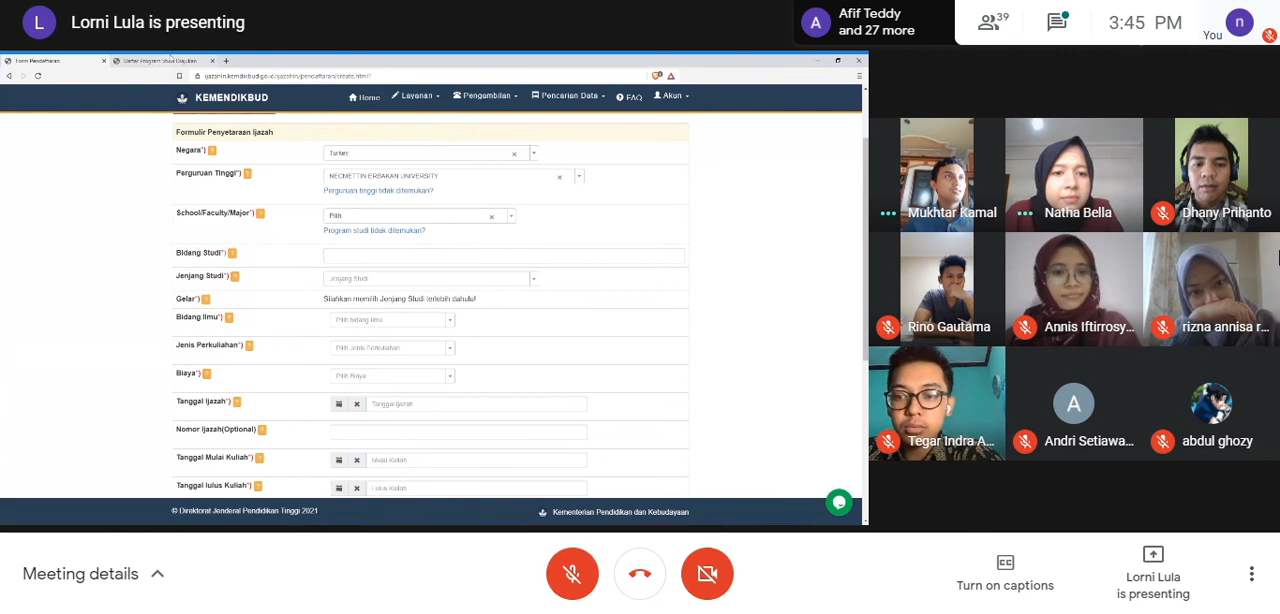 L
Lorni Lula is presenting
A
Afif Teddy
and 27 more
39
3:45 PM
You
n
Form Pendaftaran
Daftar Program Studi Diajukan
ijazahln.kemdikbud.go.id/ijazahln/pendaftaran/create.html//
KEMENDIKBUD
Home
Layanan
Pengambilan
Pencarian Data
FAQ
Akun
Formulir Penyetaraan Ijazah
Negara*) ?
Turkey
Perguruan Tinggi*) ?
NECMETTIN ERBAKAN UNIVERSITY
Perguruan tinggi tidak ditemukan?
School/Faculty/Major*) ?
Pilih
Program studi tidak ditemukan?
Bidang Studi*) ?
Jenjang Studi*) ?
Jenjang Studi
Gelar*) ?
Silahkan memilih Jenjang Studi terlebih dahulu!
Bidang Ilmu*) ?
Pilih bidang ilmu
Jenis Perkuliahan*) ?
Pilih Jenis Perkuliahan
Biaya*) ?
Pilih Biaya
Tanggal Ijazah*) ?
Tanggal Ijazah
Nomor Ijazah(Optional) ?
Tanggal Mulai Kuliah*) ?
Mulai Kuliah
Tanggal lulus Kuliah*) ?
Lulus Kuliah
© Direktorat Jenderal Pendidikan Tinggi 2021
Kementerian Pendidikan dan Kebudayaan
Mukhtar Kamal
Natha Bella
Dhany Prihanto
Rino Gautama
Annis Iftirrosy...
rizna annisa r...
Tegar Indra A...
A
Andri Setiawa...
abdul ghozy
Meeting details
CC
Turn on captions
Lorni Lula
is presenting